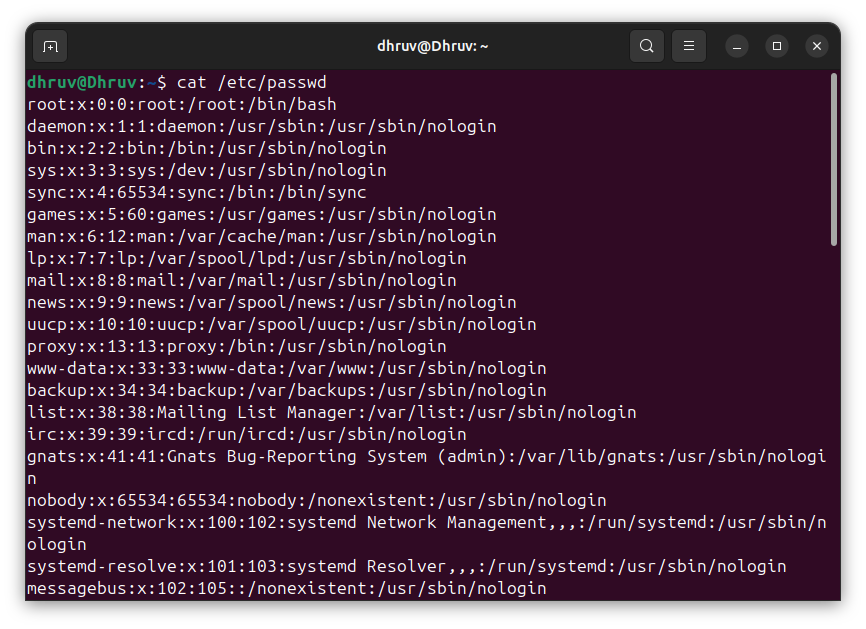 dhruv@Dhruv: ~
dhruv@Dhruv:~$ cat /etc/passwd
root:x:0:0:root:/root:/bin/bash
daemon:x:1:1:daemon:/usr/sbin:/usr/sbin/nologin
bin:x:2:2:bin:/bin:/usr/sbin/nologin
sys:x:3:3:sys:/dev:/usr/sbin/nologin
sync:x:4:65534:sync:/bin:/bin/sync
games:x:5:60:games:/usr/games:/usr/sbin/nologin
man:x:6:12:man:/var/cache/man:/usr/sbin/nologin
lp:x:7:7:lp:/var/spool/lpd:/usr/sbin/nologin
mail:x:8:8:mail:/var/mail:/usr/sbin/nologin
news:x:9:9:news:/var/spool/news:/usr/sbin/nologin
uucp:x:10:10:uucp:/var/spool/uucp:/usr/sbin/nologin
proxy:x:13:13:proxy:/bin:/usr/sbin/nologin
www-data:x:33:33:www-data:/var/www:/usr/sbin/nologin
backup:x:34:34:backup:/var/backups:/usr/sbin/nologin
list:x:38:38:Mailing List Manager:/var/list:/usr/sbin/nologin
irc:x:39:39:ircd:/run/ircd:/usr/sbin/nologin
gnats:x:41:41:Gnats Bug-Reporting System (admin):/var/lib/gnats:/usr/sbin/nologi
n
nobody:x:65534:65534:nobody:/nonexistent:/usr/sbin/nologin
systemd-network:x:100:102:systemd Network Management,,,:/run/systemd:/usr/sbin/n
ologin
systemd-resolve:x:101:103:systemd Resolver,,,:/run/systemd:/usr/sbin/nologin
messagebus:x:102:105::/nonexistent:/usr/sbin/nologin